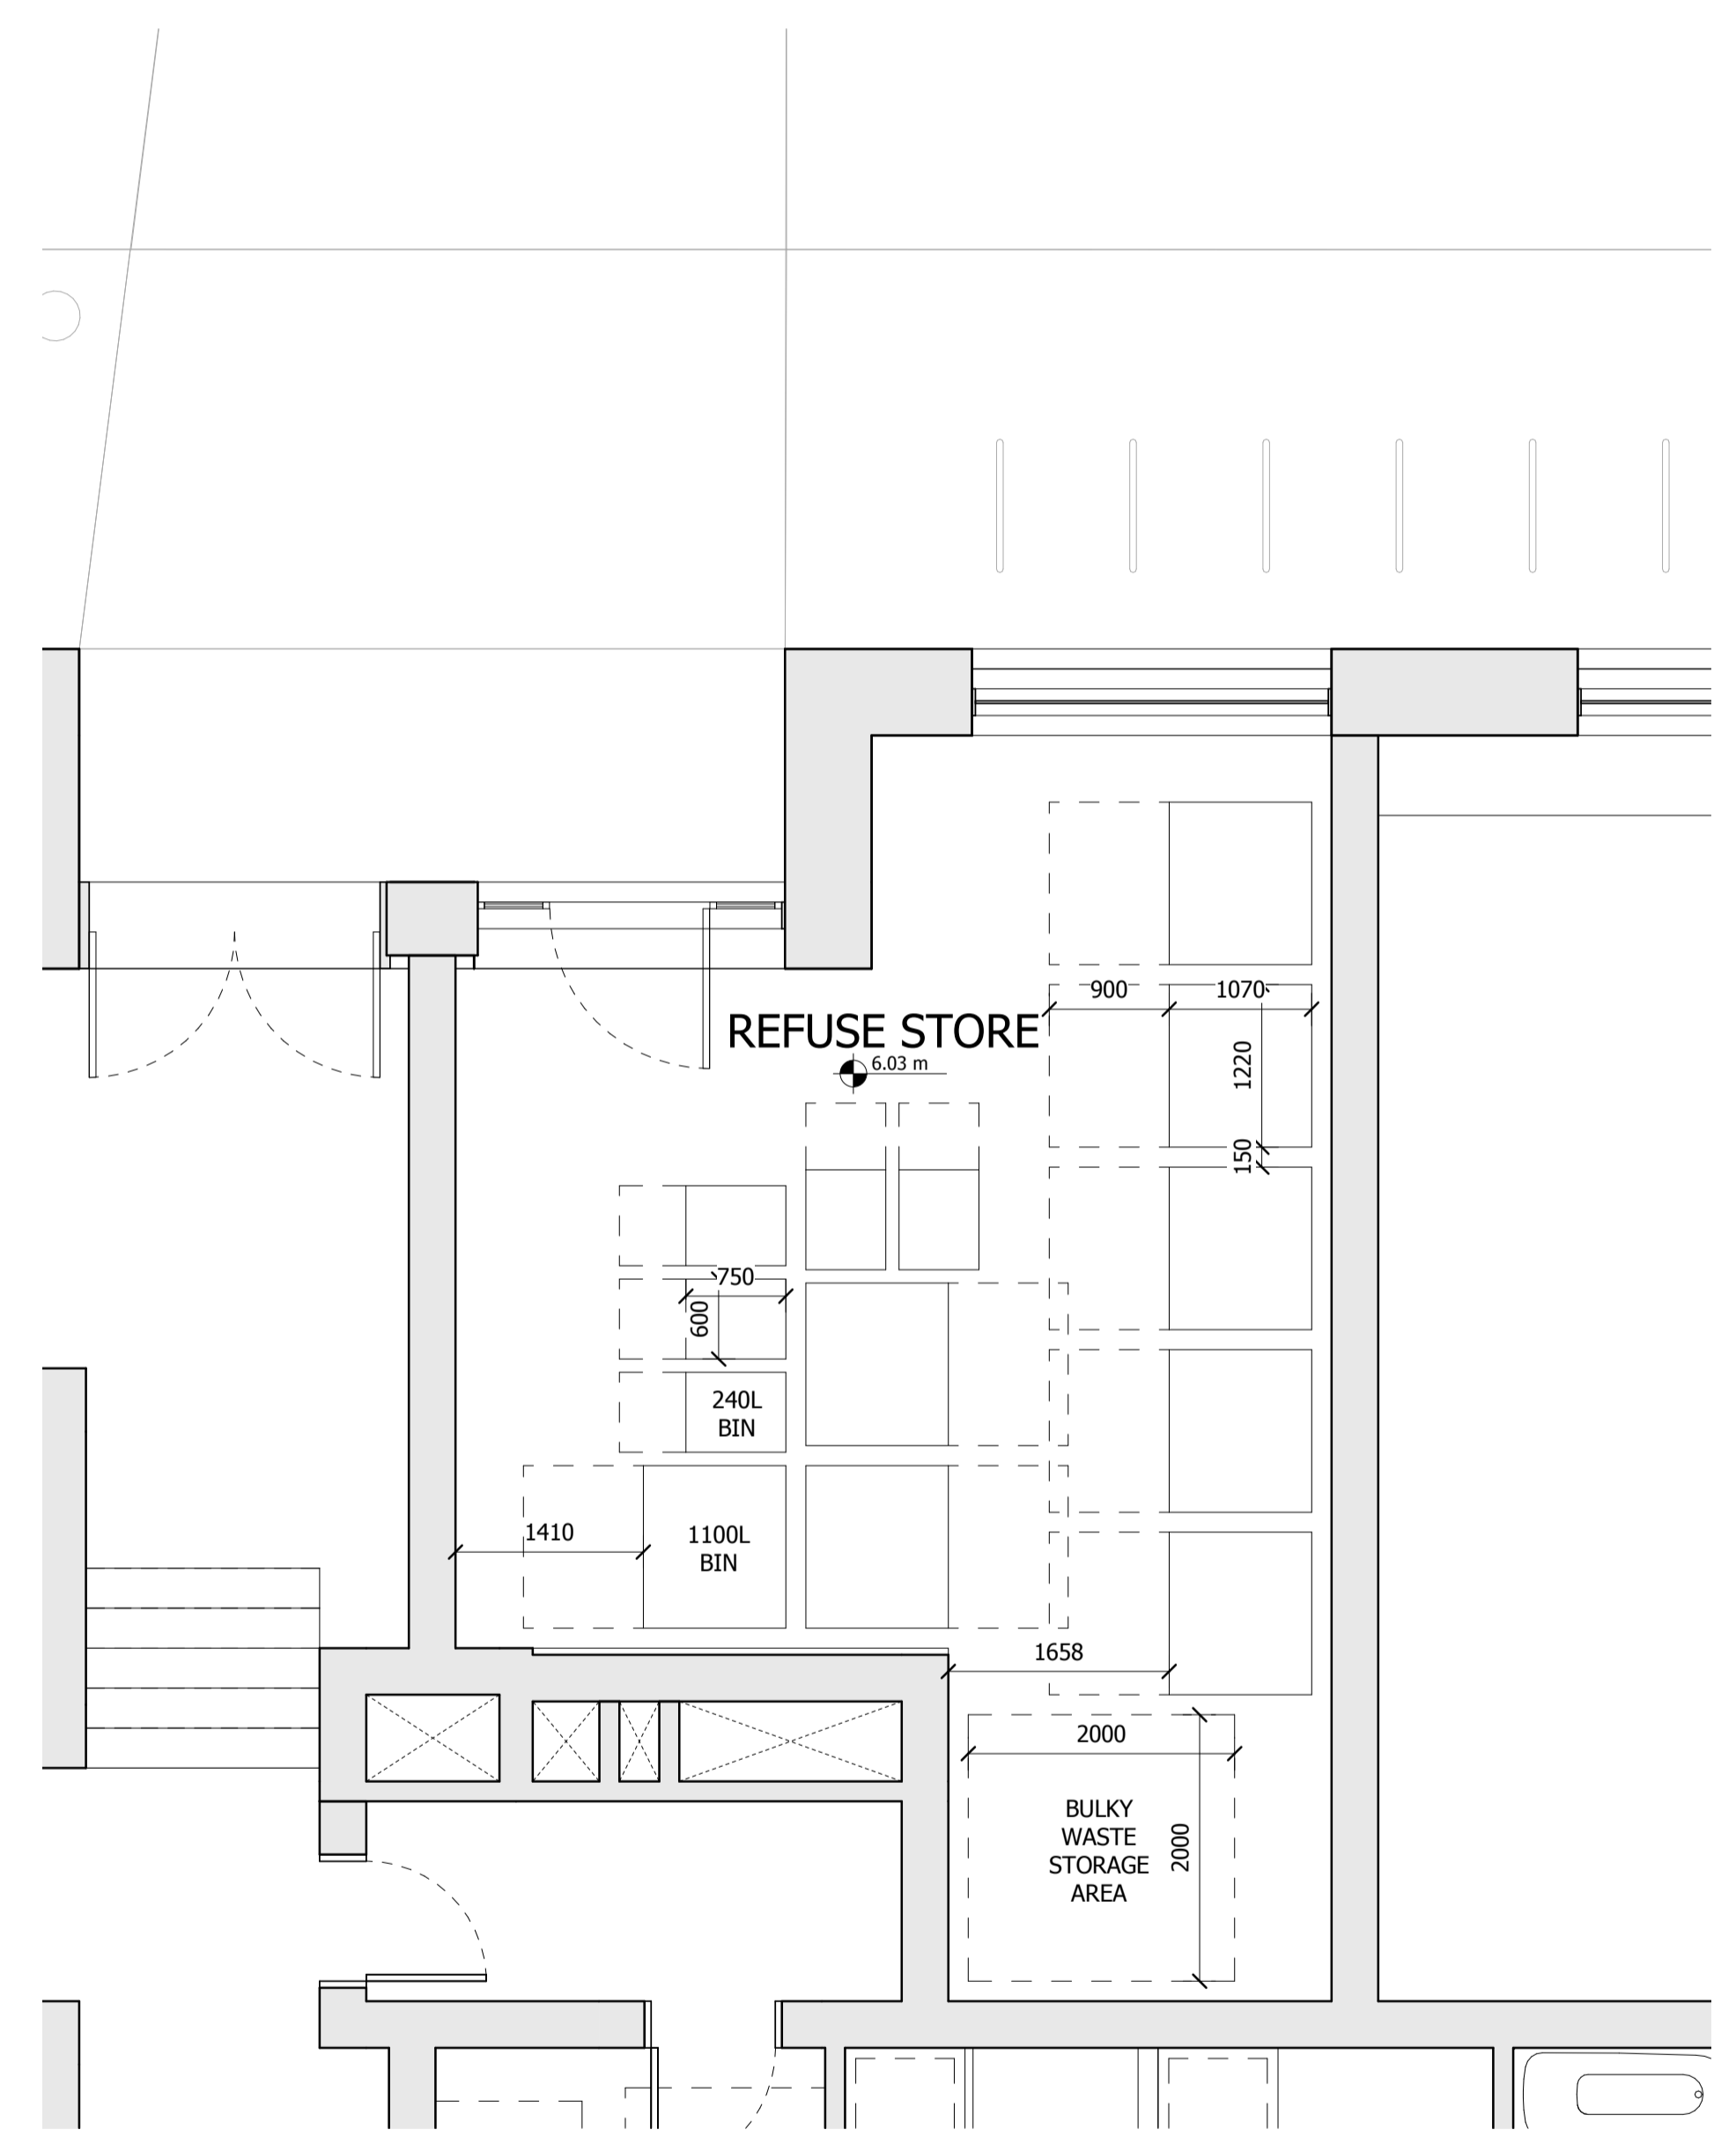 900
1070
REFUSE STORE
6.03 m
1220
150
750
600
240L
BIN
1410
1100L
BIN
1658
2000
BULKY
WASTE
STORAGE
AREA
2000